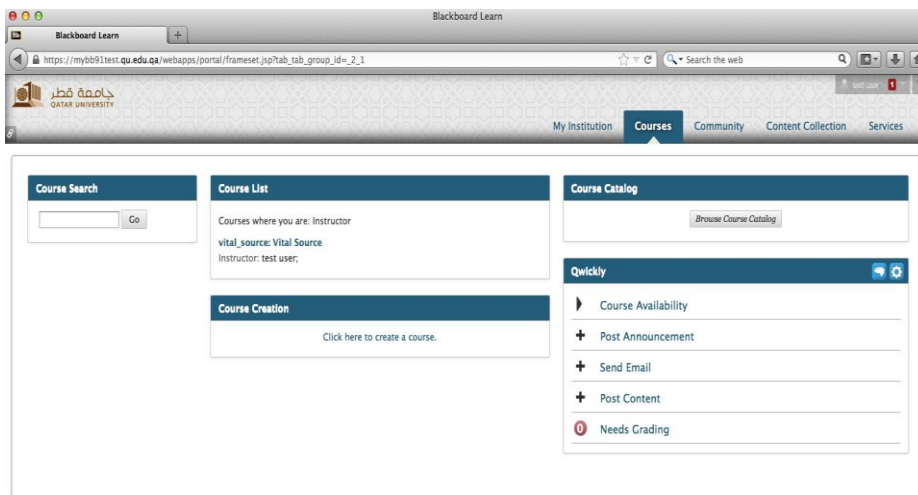 Blackboard Learn
Blackboard Learn
https://mybb91test.qu.edu.qa/webapps/portal/frameset.jsp?tab_tab_group_id=_2_1
Search the web
جامعة قطر
QATAR UNIVERSITY
test user 1
My Institution Courses Community Content Collection Services
Course Search
Go
Course List
Courses where you are: Instructor
vital_source: Vital Source
Instructor: test user;
Course Creation
Click here to create a course.
Course Catalog
Browse Course Catalog
Qwickly
Course Availability
Post Announcement
Send Email
Post Content
0 Needs Grading